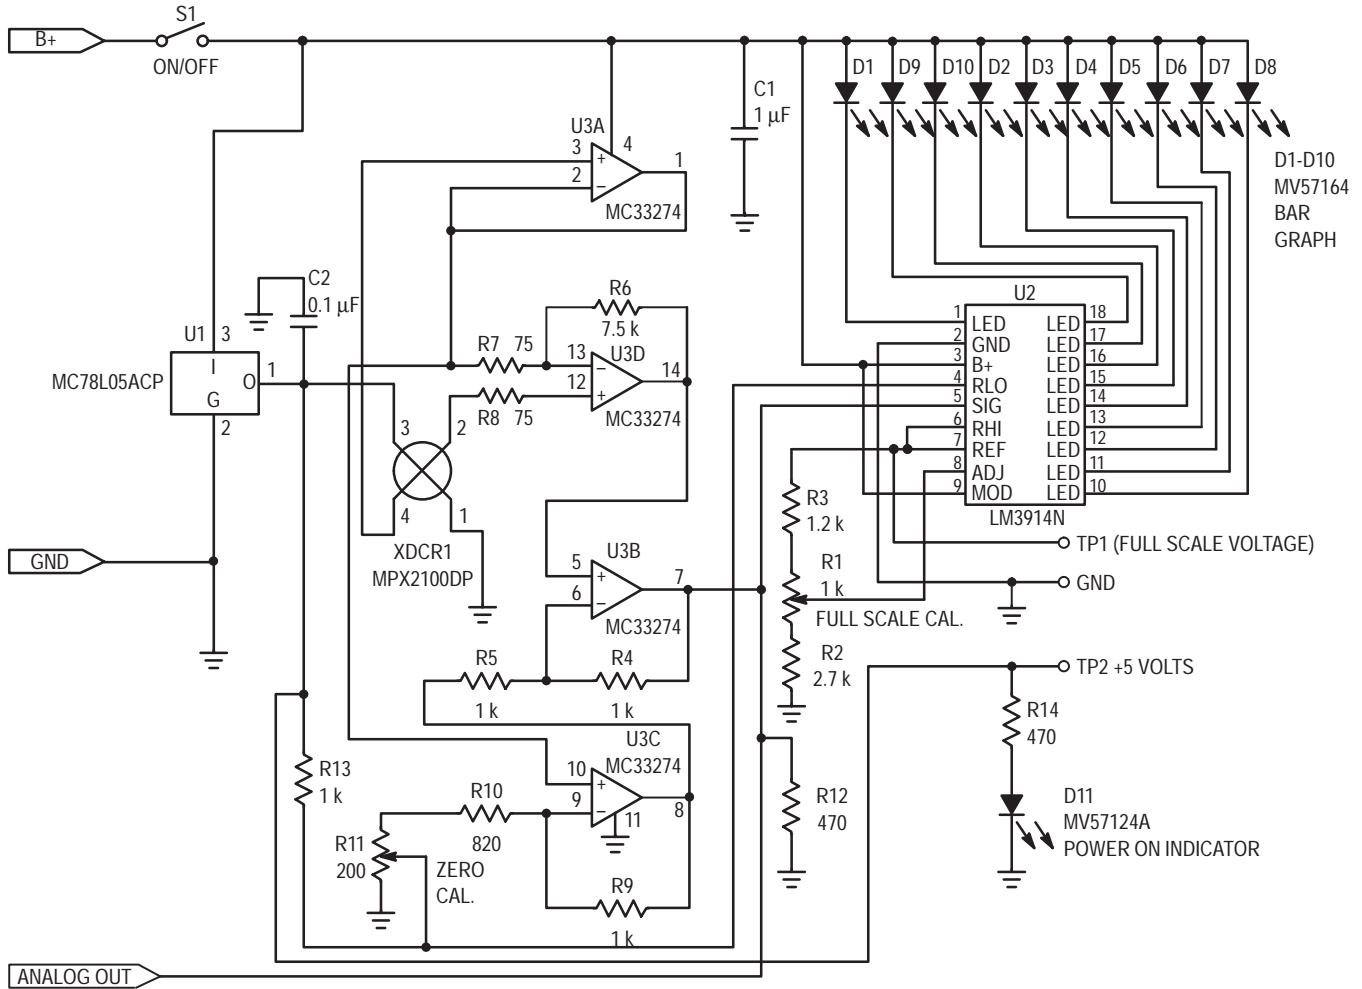 S1
B+
ON/OFF
D1 D9 D10 D2 D3 D4 D5 D6 D7 D8
C1
1 µF
U3A
3 4 1
2
MC33274
D1-D10
MV57164
BAR
GRAPH
C2
0.1 µF
U1 3
I
O 1
G
2
MC78L05ACP
R6
7.5 k
R7 75
13
U3D
14
12
R8 75
MC33274
3 2
4 1
XDCR1
MPX2100DP
U2
1 LED LED 18
2 GND LED 17
3 B+ LED 16
4 RLO LED 15
5 SIG LED 14
6 RHI LED 13
7 REF LED 12
8 ADJ LED 11
9 MOD LED 10
LM3914N
R3
1.2 k
TP1 (FULL SCALE VOLTAGE)
GND
GND
U3B
5 7
6
MC33274
R1
1 k
FULL SCALE CAL.
R5 R4
1 k 1 k
R2
2.7 k
TP2 +5 VOLTS
R14
470
U3C
MC33274
10
9 11 8
R13
1 k
R10
820
R11
200
ZERO
CAL.
R12
470
D11
MV57124A
POWER ON INDICATOR
R9
1 k
ANALOG OUT
+
−
−
+
+
−
+
−